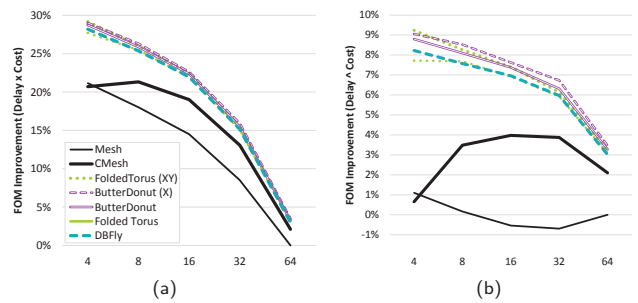 FOM Improvement (Delay x Cost)
30%
25%
20%
15%
10%
5%
0%
Mesh
CMesh
FoldedTorus (XY)
ButterDonut (X)
ButterDonut
Folded Torus
DBFly
4 8 16 32 64
(a)
FOM Improvement (Delay ^ Cost)
10%
9%
8%
7%
6%
5%
4%
3%
2%
1%
0%
-1%
4 8 16 32 64
(b)